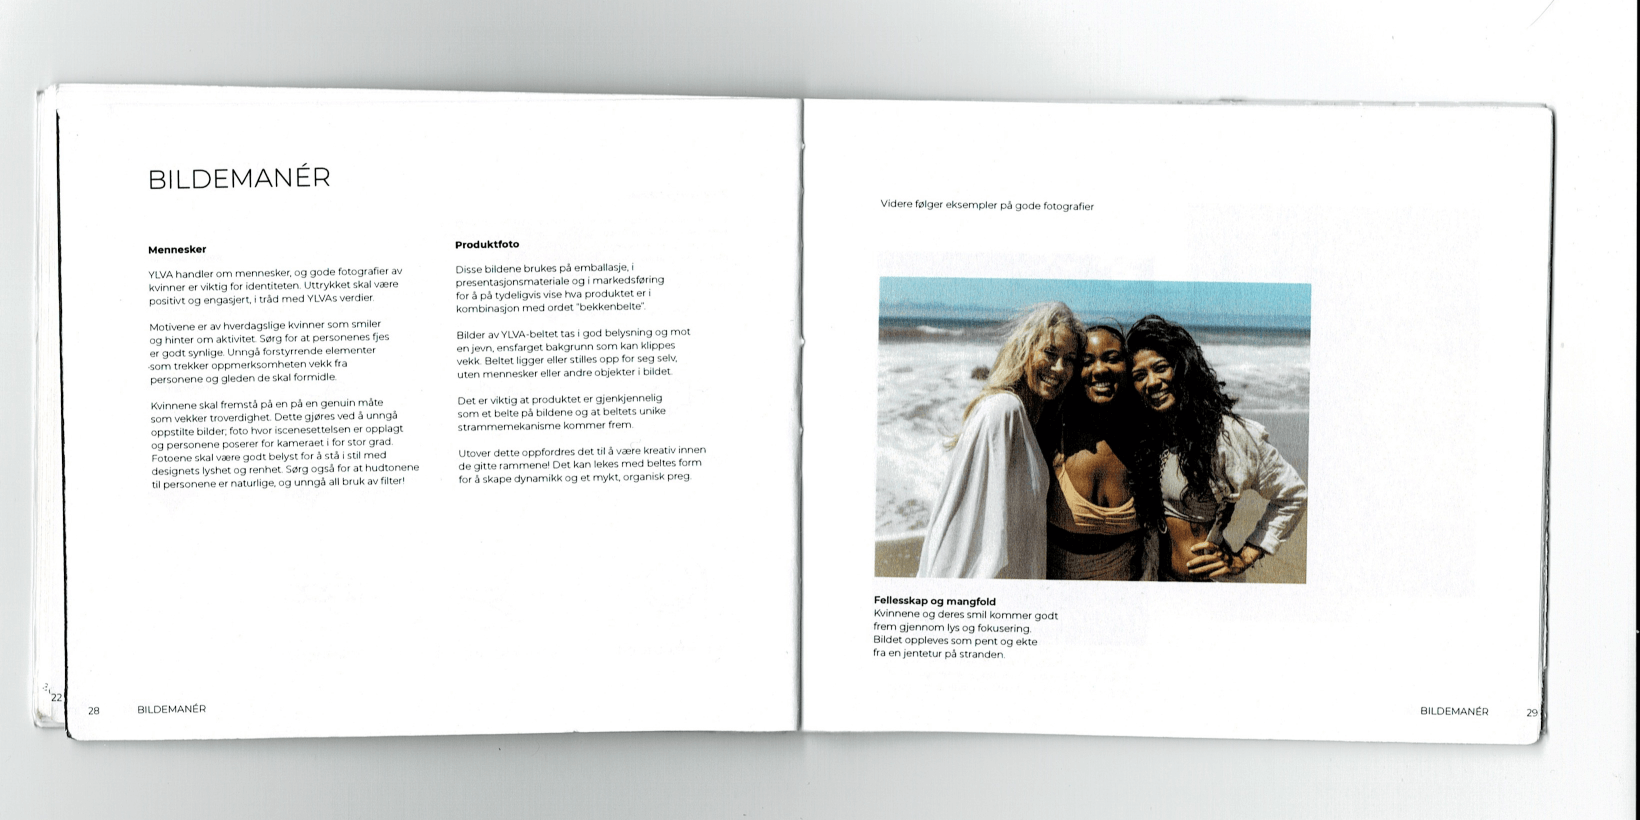 BILDEMANÉR
Mennesker
YLVA handler om mennesker, og gode fotografier av
kvinner er viktig for identiteten. Uttrykket skal være
positivt og engasjert, i tråd med YLVAs verdier.
Motivene er av hverdagslige kvinner som smiler
og hinter om aktivitet. Sørg for at personenes fjes
er godt synlige. Unngå forstyrrende elementer
som trekker oppmerksomheten vekk fra
personene og gleden de skal formidle.
Kvinnene skal fremstå på en på en genuin måte
som vekker troverdighet. Dette gjøres ved å unngå
oppstilte bilder; foto hvor iscenesettelsen er opplagt
og personene poserer for kameraet i for stor grad.
Fotoene skal være godt belyst for å stå i stil med
designets lyshet og renhet. Sørg også for at hudtonene
til personene er naturlige, og unngå all bruk av filter!
Produktfoto
Disse bildene brukes på emballasje, i
presentasjonsmateriale og i markedsføring
for å på tydeligvis vise hva produktet er i
kombinasjon med ordet "bekkenbelte".
Bilder av YLVA-beltet tas i god belysning og mot
en jevn, ensfarget bakgrunn som kan klippes
vekk. Beltet ligger eller stilles opp for seg selv,
uten mennesker eller andre objekter i bildet.
Det er viktig at produktet er gjenkjennelig
som et belte på bildene og at beltets unike
strammemekanisme kommer frem.
Utover dette oppfordres det til å være kreativ innen
de gitte rammene! Det kan lekes med beltes form
for å skape dynamikk og et mykt, organisk preg.
22
28 BILDEMANÉR
Videre følger eksempler på gode fotografier
Fellesskap og mangfold
Kvinnene og deres smil kommer godt
frem gjennom lys og fokusering.
Bildet oppleves som pent og ekte
fra en jentetur på stranden.
BILDEMANÉR 29